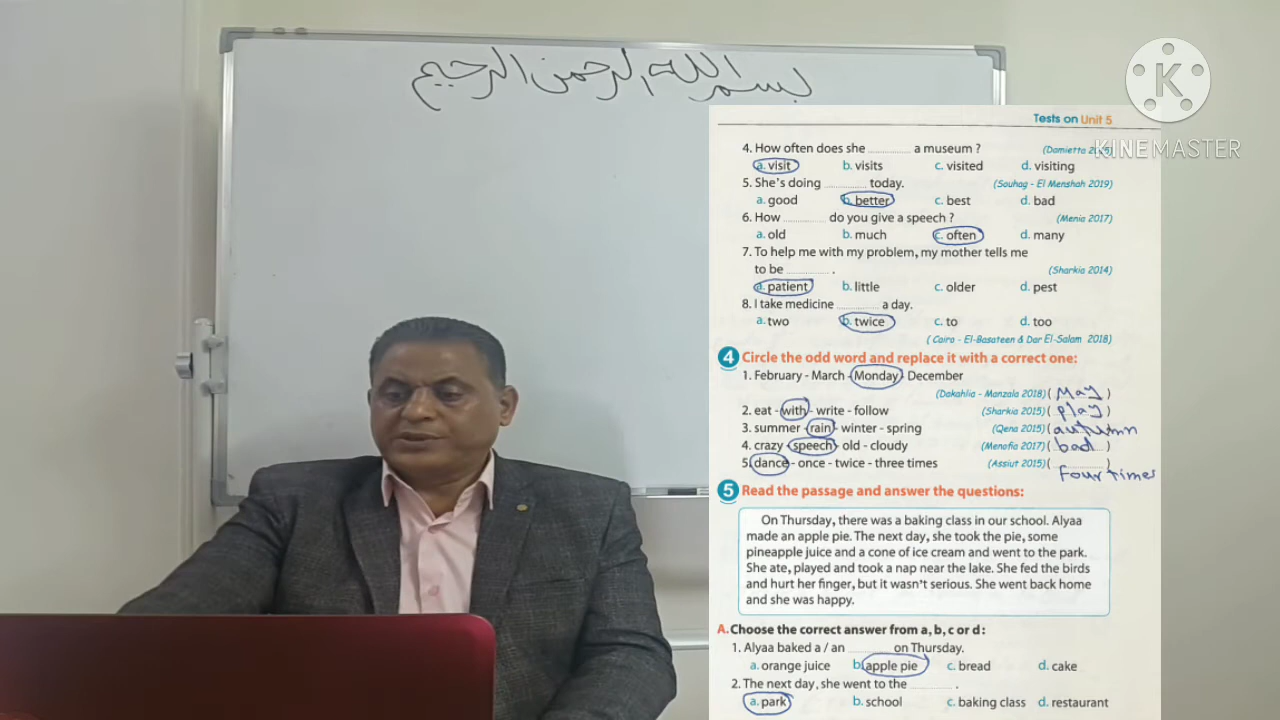 بسم الله الرحمن الرحيم
K
KINEMASTER
Tests on Unit 5
4. How often does she ............ a museum ? (Damietta 2015)
a. visit b. visits c. visited d. visiting
5. She's doing ............ today. (Souhag - El Menshah 2019)
a. good b. better c. best d. bad
6. How ............ do you give a speech ? (Menia 2017)
a. old b. much c. often d. many
7. To help me with my problem, my mother tells me
to be ............ . (Sharkia 2014)
a. patient b. little c. older d. pest
8. I take medicine ............ a day.
a. two b. twice c. to d. too
( Cairo - El-Basateen & Dar El-Salam 2018)
4 Circle the odd word and replace it with a correct one:
1. February - March - Monday - December
(Dakahlia - Manzala 2018) ( May )
2. eat - with - write - follow (Sharkia 2015) ( play )
3. summer - rain - winter - spring (Qena 2015) ( autumn
4. crazy - speech - old - cloudy (Menofia 2017) ( bad )
5. dance - once - twice - three times (Assiut 2015) ( ............ )
Four times
5 Read the passage and answer the questions:
On Thursday, there was a baking class in our school. Alyaa
made an apple pie. The next day, she took the pie, some
pineapple juice and a cone of ice cream and went to the park.
She ate, played and took a nap near the lake. She fed the birds
and hurt her finger, but it wasn't serious. She went back home
and she was happy.
A. Choose the correct answer from a, b, c or d :
1. Alyaa baked a / an ............ on Thursday.
a. orange juice b. apple pie c. bread d. cake
2. The next day, she went to the ............ .
a. park b. school c. baking class d. restaurant